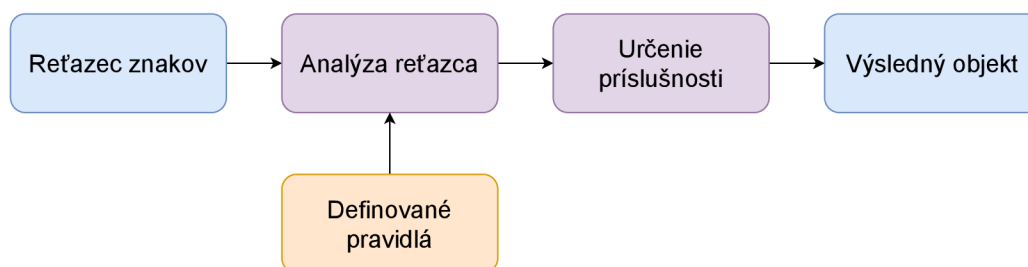 Reťazec znakov
Analýza reťazca
Určenie
príslušnosti
Výsledný objekt
Definované
pravidlá